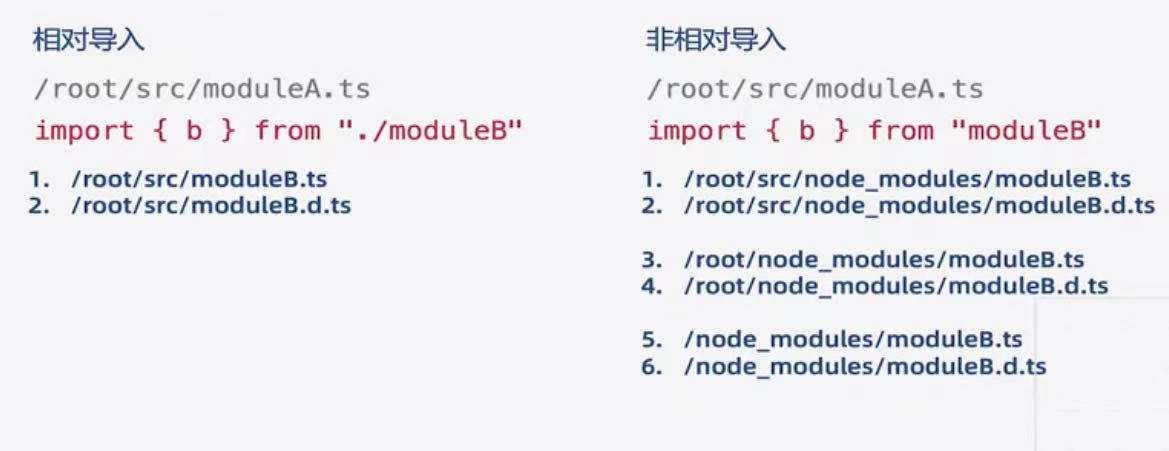 相对导入
/root/src/moduleA.ts
import { b } from "./moduleB"
1. /root/src/moduleB.ts
2. /root/src/moduleB.d.ts
非相对导入
/root/src/moduleA.ts
import { b } from "moduleB"
1. /root/src/node_modules/moduleB.ts
2. /root/src/node_modules/moduleB.d.ts
3. /root/node_modules/moduleB.ts
4. /root/node_modules/moduleB.d.ts
5. /node_modules/moduleB.ts
6. /node_modules/moduleB.d.ts